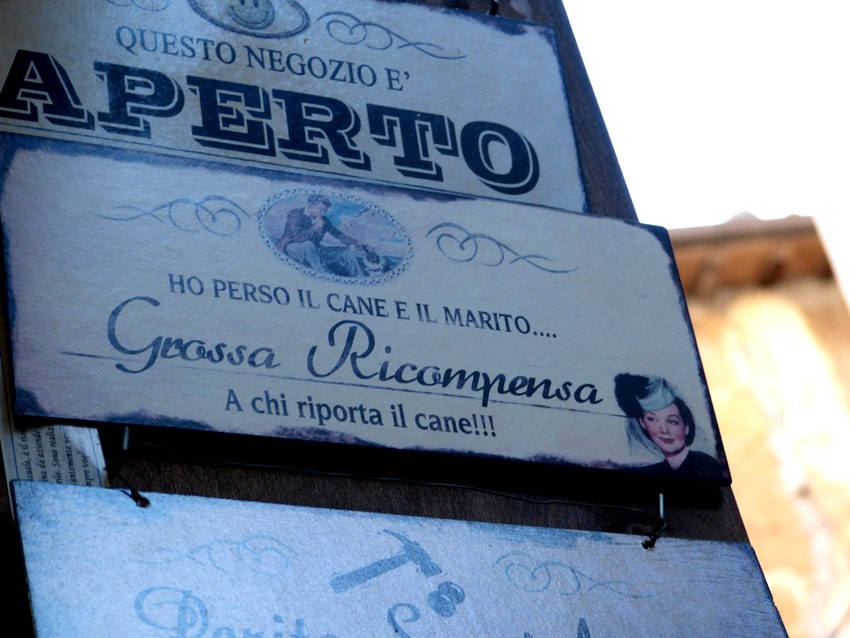 QUESTO NEGOZIO E'
APERTO
HO PERSO IL CANE E IL MARITO....
Grossa Ricompensa
A chi riporta il cane!!!